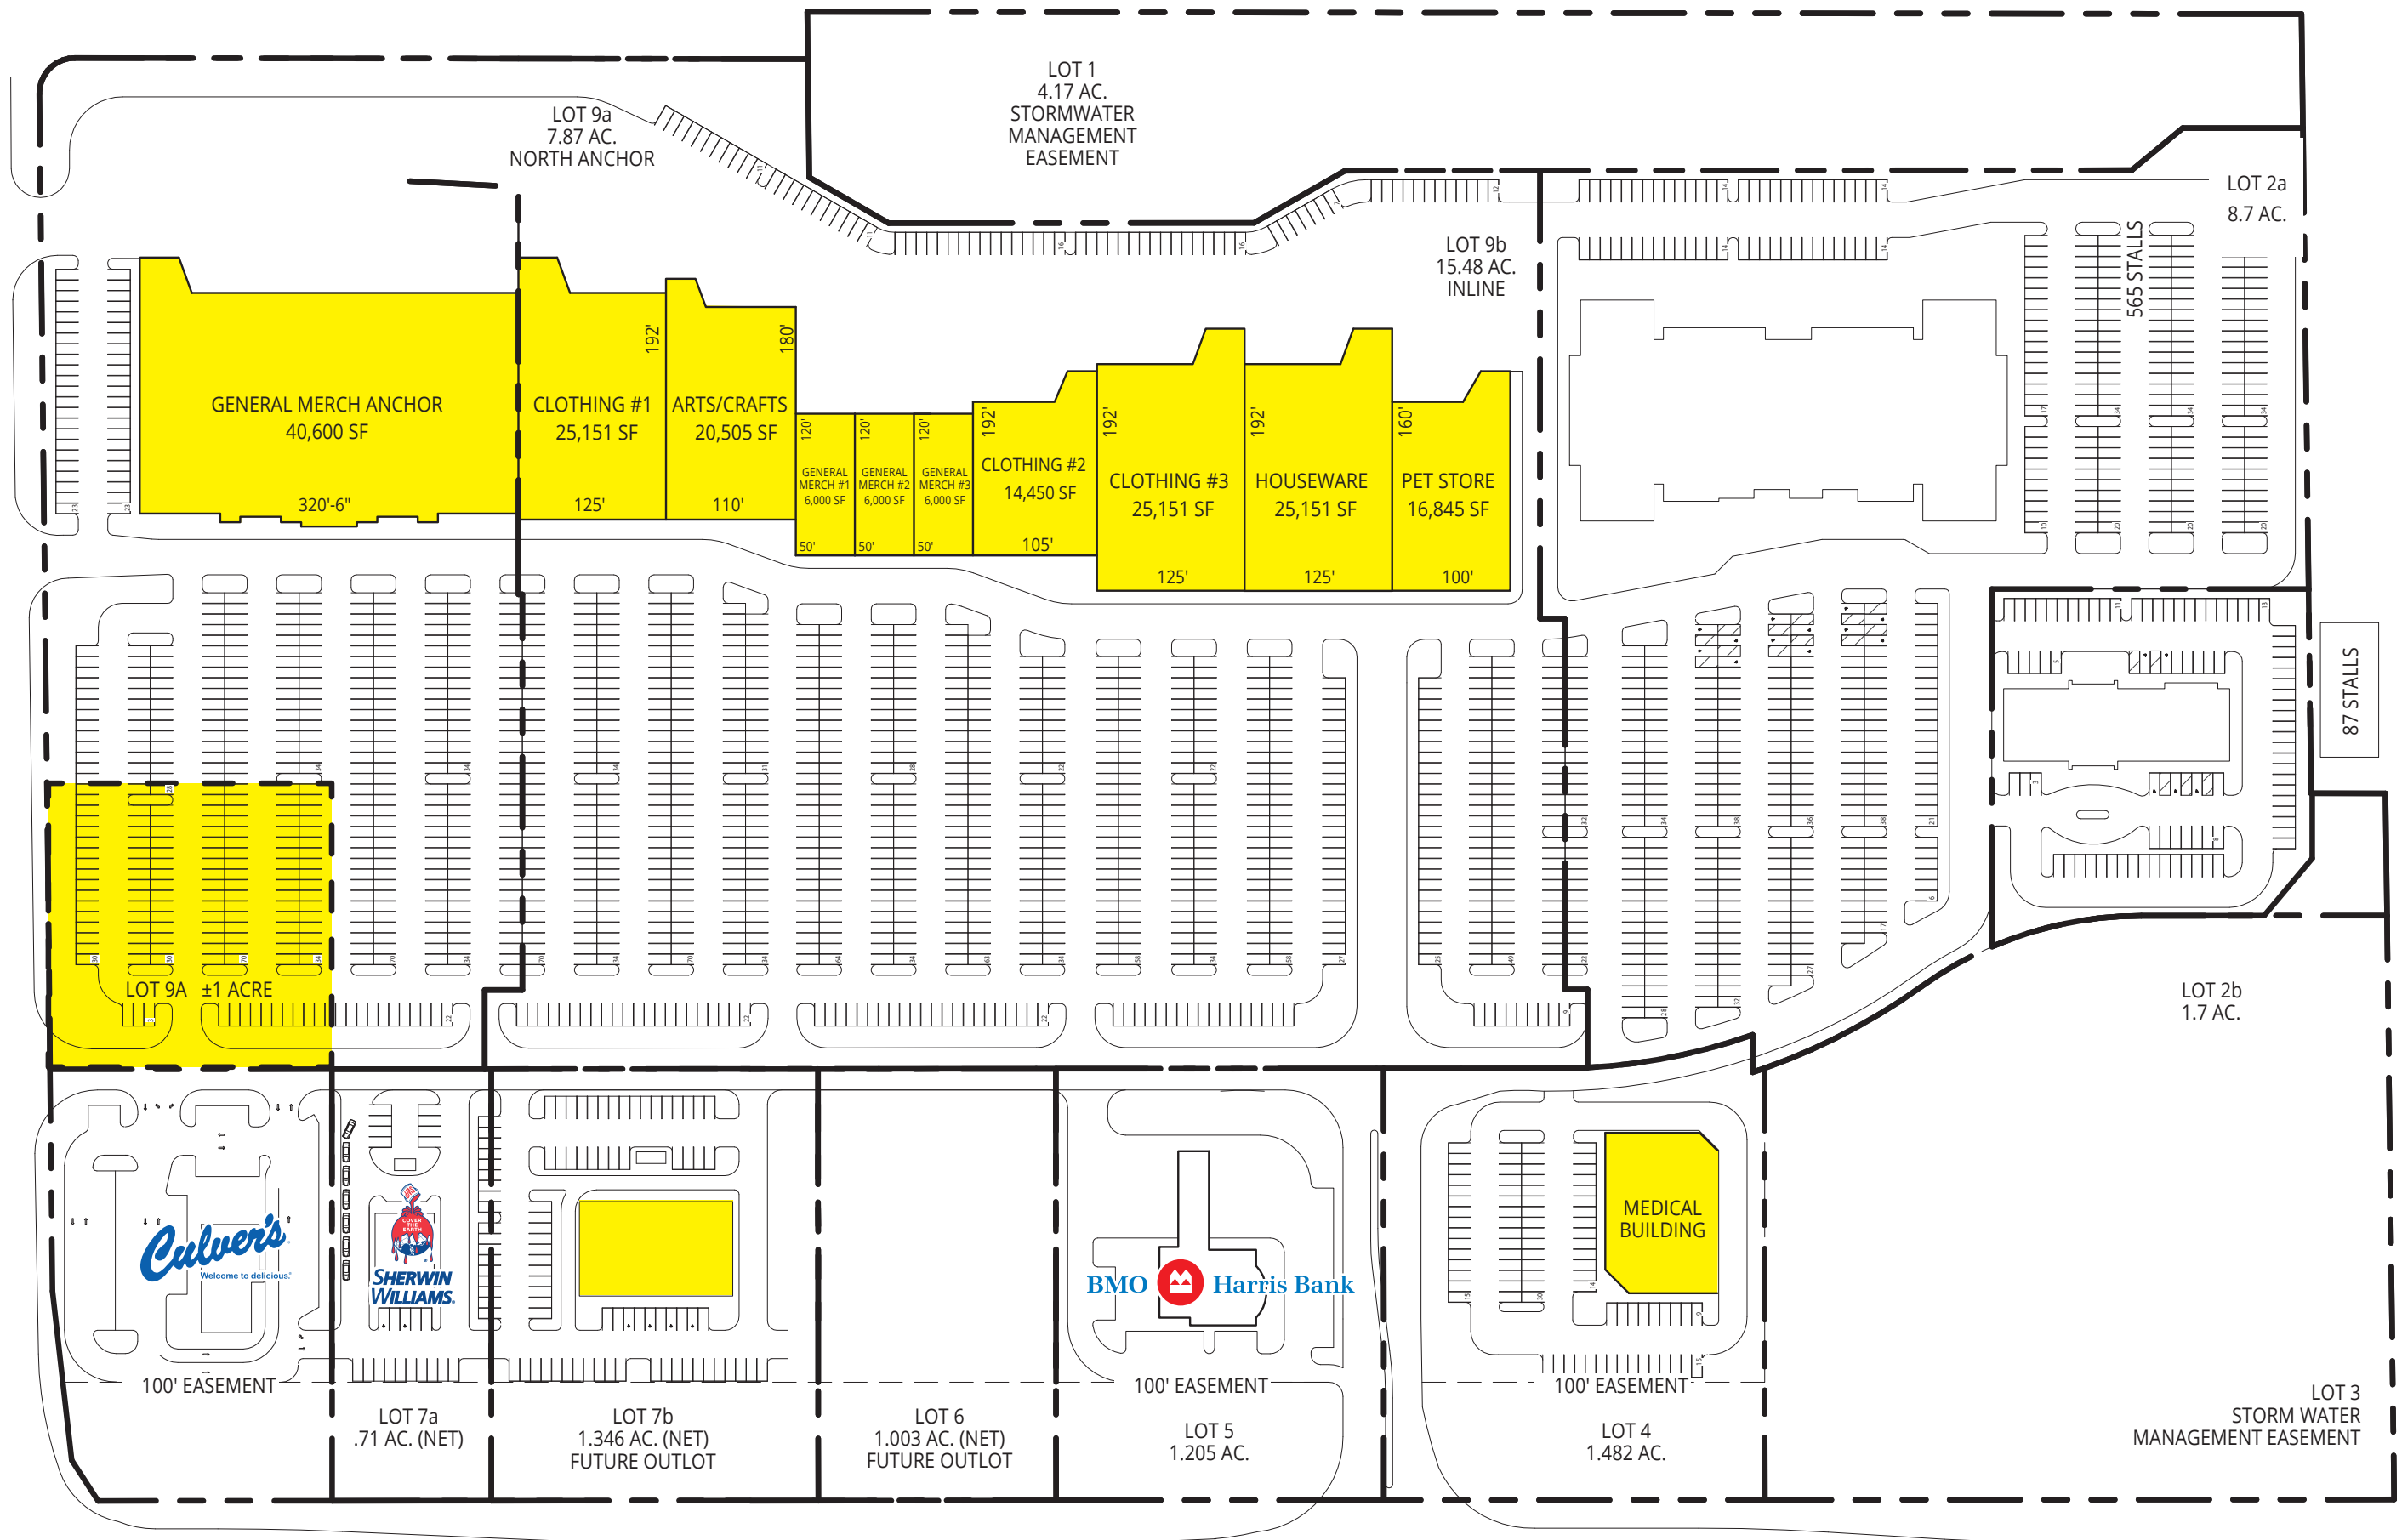 LOT 1
4.17 AC.
STORMWATER
MANAGEMENT
EASEMENT
LOT 9a
7.87 AC.
NORTH ANCHOR
LOT 2a
8.7 AC.
565 STALLS
LOT 9b
15.48 AC.
INLINE
GENERAL MERCH ANCHOR
40,600 SF
320'-6"
CLOTHING #1
25,151 SF
192'
125'
ARTS/CRAFTS
20,505 SF
180'
110'
120'
GENERAL
MERCH #1
6,000 SF
50'
120'
GENERAL
MERCH #2
6,000 SF
50'
120'
GENERAL
MERCH #3
6,000 SF
50'
192'
CLOTHING #2
14,450 SF
105'
192'
CLOTHING #3
25,151 SF
125'
192'
HOUSEWARE
25,151 SF
125'
160'
PET STORE
16,845 SF
100'
87 STALLS
LOT 9A ±1 ACRE
LOT 2b
1.7 AC.
Culver's
Welcome to delicious.
COVER
THE
EARTH
SHERWIN
WILLIAMS.
BMO Harris Bank
MEDICAL
BUILDING
100' EASEMENT
100' EASEMENT
100' EASEMENT
LOT 7a
.71 AC. (NET)
LOT 7b
1.346 AC. (NET)
FUTURE OUTLOT
LOT 6
1.003 AC. (NET)
FUTURE OUTLOT
LOT 5
1.205 AC.
LOT 4
1.482 AC.
LOT 3
STORM WATER
MANAGEMENT EASEMENT